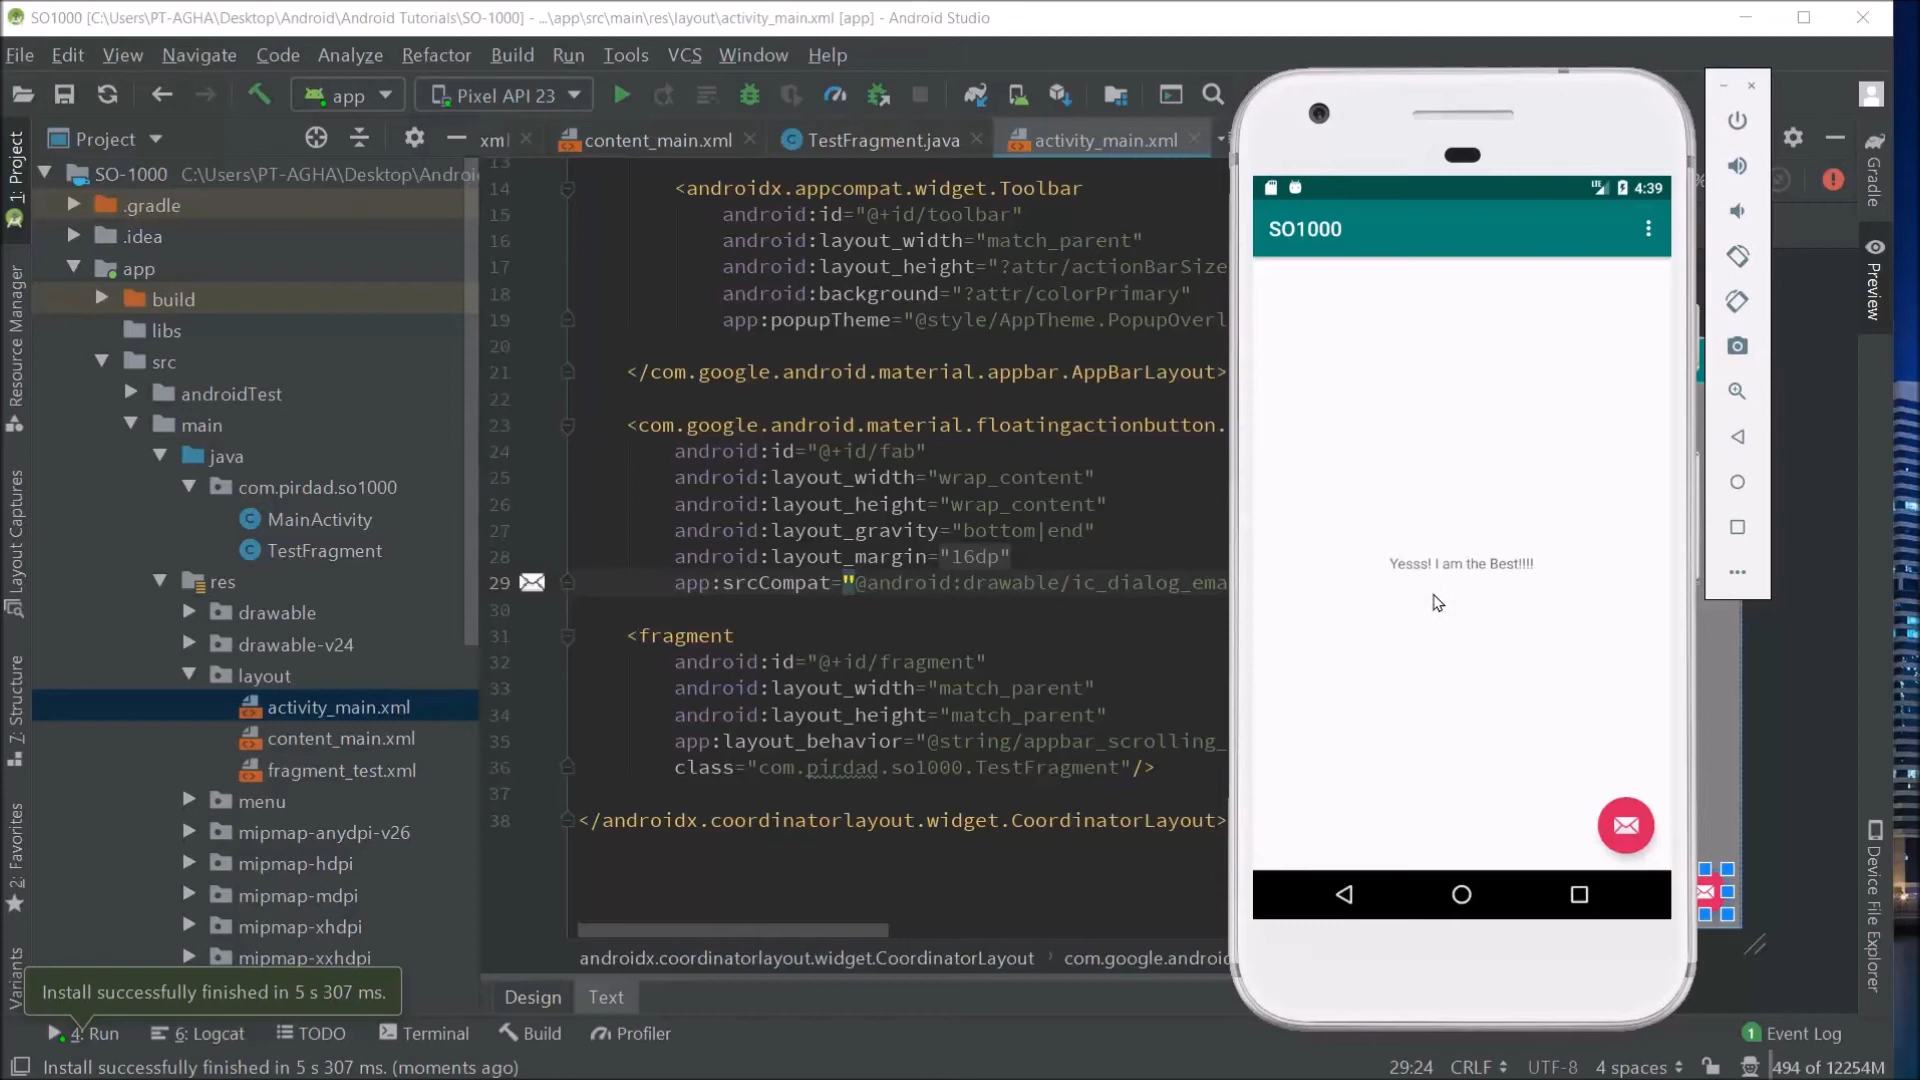 SO1000 [C:\Users\PT-AGHA\Desktop\Android\Android Tutorials\SO-1000] - ...\app\src\main\res\layout\activity_main.xml [app] - Android Studio
File Edit View Navigate Code Analyze Refactor Build Run Tools VCS Window Help
app Pixel API 23
Project
xml content_main.xml TestFragment.java activity_main.xml
1: Project
Resource Manager
Layout Captures
7: Structure
2: Favorites
Variants
SO-1000 C:\Users\PT-AGHA\Desktop\Androi
.gradle
.idea
app
build
libs
src
androidTest
main
java
com.pirdad.so1000
MainActivity
TestFragment
res
drawable
drawable-v24
layout
activity_main.xml
content_main.xml
fragment_test.xml
menu
mipmap-anydpi-v26
mipmap-hdpi
mipmap-mdpi
mipmap-xhdpi
mipmap-xxhdpi
13
14 <androidx.appcompat.widget.Toolbar
15 android:id="@+id/toolbar"
16 android:layout_width="match_parent"
17 android:layout_height="?attr/actionBarSize
18 android:background="?attr/colorPrimary"
19 app:popupTheme="@style/AppTheme.PopupOverl
20
21 </com.google.android.material.appbar.AppBarLayout>
22
23 <com.google.android.material.floatingactionbutton.
24 android:id="@+id/fab"
25 android:layout_width="wrap_content"
26 android:layout_height="wrap_content"
27 android:layout_gravity="bottom|end"
28 android:layout_margin="16dp"
29 app:srcCompat="@android:drawable/ic_dialog_ema
30
31 <fragment
32 android:id="@+id/fragment"
33 android:layout_width="match_parent"
34 android:layout_height="match_parent"
35 app:layout_behavior="@string/appbar_scrolling_
36 class="com.pirdad.so1000.TestFragment"/>
37
38 </androidx.coordinatorlayout.widget.CoordinatorLayout>
androidx.coordinatorlayout.widget.CoordinatorLayout › com.google.androi
Design Text
LTE 4:39
SO1000
Yesss! I am the Best!!!!
Gradle
Preview
Device File Explorer
Install successfully finished in 5 s 307 ms.
4: Run 6: Logcat TODO Terminal Build Profiler 1 Event Log
Install successfully finished in 5 s 307 ms. (moments ago) 29:24 CRLF UTF-8 4 spaces 494 of 12254M